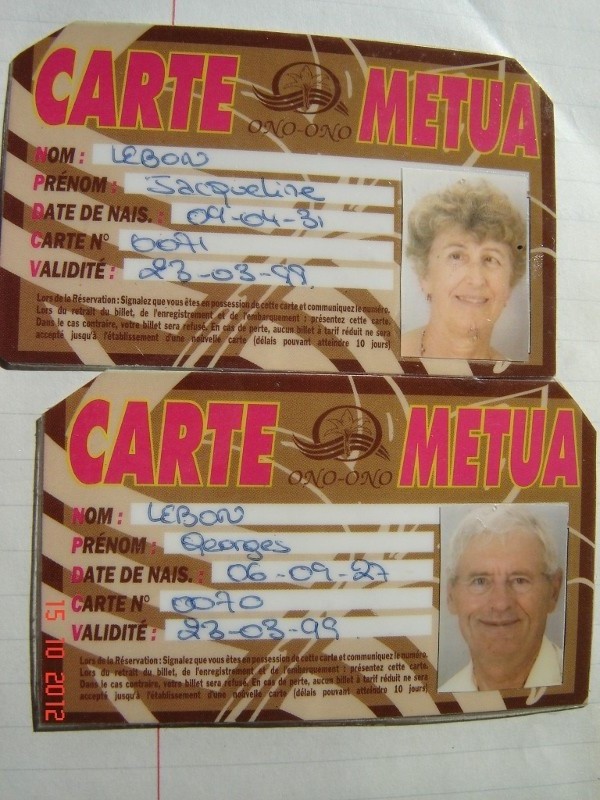 CARTE METUA
ONO-ONO
NOM : LEBON
PRÉNOM : Jacqueline
DATE DE NAIS. : 09-04-31
CARTE N° 0071
VALIDITÉ : 23-03-99
Lors de la Réservation : Signalez que vous êtes en possession de cette carte et communiquez le numéro.
Lors du retrait du billet, de l'enregistrement et de l'embarquement : présentez cette carte.
Dans le cas contraire, votre billet sera refusé. En cas de perte, aucun billet à tarif réduit ne sera
accepté jusqu'à l'établissement d'une nouvelle carte (délais pouvant atteindre 10 jours)
CARTE METUA
ONO-ONO
NOM : LEBON
PRÉNOM : Georges
DATE DE NAIS. : 06-09-27
CARTE N° 0070
VALIDITÉ : 23-03-99
Lors de la Réservation : Signalez que vous êtes en possession de cette carte et communiquez le numéro.
Lors du retrait du billet, de l'enregistrement et de l'embarquement : présentez cette carte.
Dans le cas contraire, votre billet sera refusé. En cas de perte, aucun billet à tarif réduit ne sera
accepté jusqu'à l'établissement d'une nouvelle carte (délais pouvant atteindre 10 jours)
15 10 2012